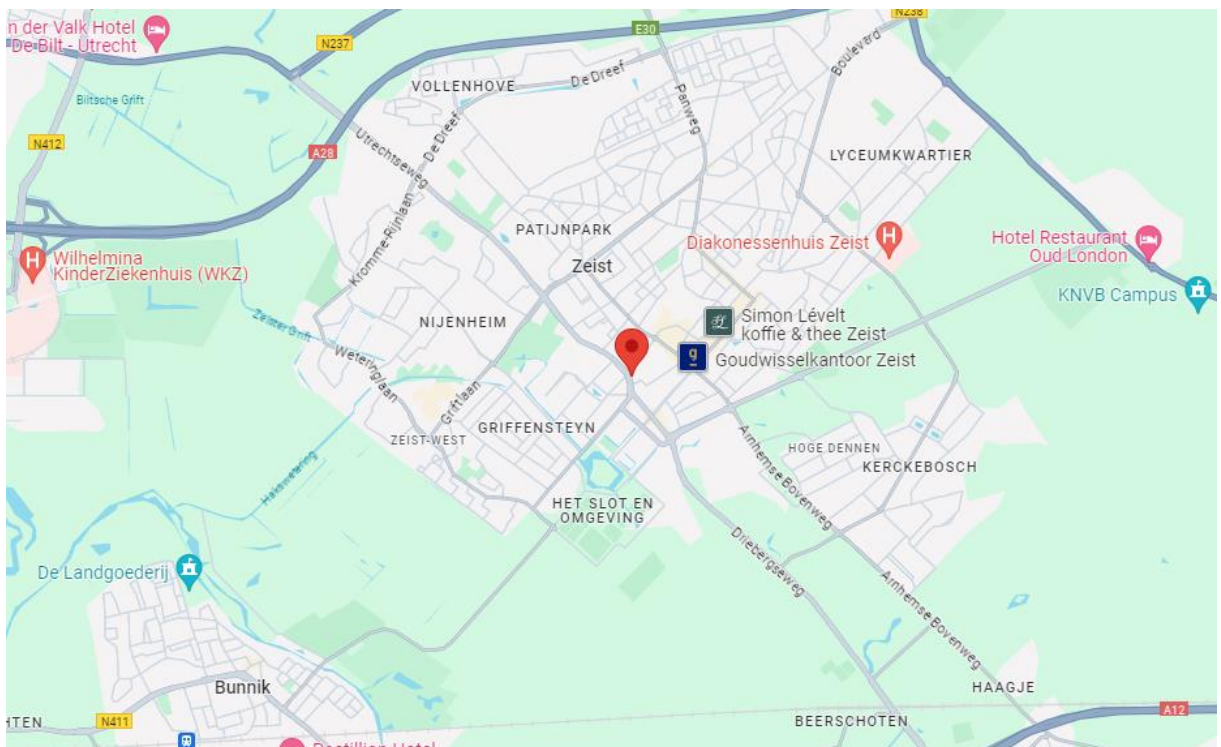 n der Valk Hotel
De Bilt - Utrecht
N237
E30
N238
Boulevard
VOLLENHOVE
De Dreef
Biltsche Grift
Panweg
N412
A28
Utrechtseweg
De Dreef
LYCEUMKWARTIER
PATIJNPARK
Diakonessenhuis Zeist
Hotel Restaurant
Oud London
Wilhelmina
KinderZiekenhuis (WKZ)
Kromme-Rijnlaan
Zeist
KNVB Campus
Zeister Grift
NIJENHEIM
Simon Lévelt
koffie & thee Zeist
Goudwisselkantoor Zeist
Weteringlaan
Griftlaan
GRIFFENSTEYN
ZEIST-WEST
HOGE DENNEN
KERCKEBOSCH
Arnhemse Bovenweg
Hakswetering
HET SLOT EN
OMGEVING
Driebergseweg
De Landgoederij
Arnhemse Bovenweg
Bunnik
HAAGJE
HTEN
N411
BEERSCHOTEN
A12
Postillion Hotel